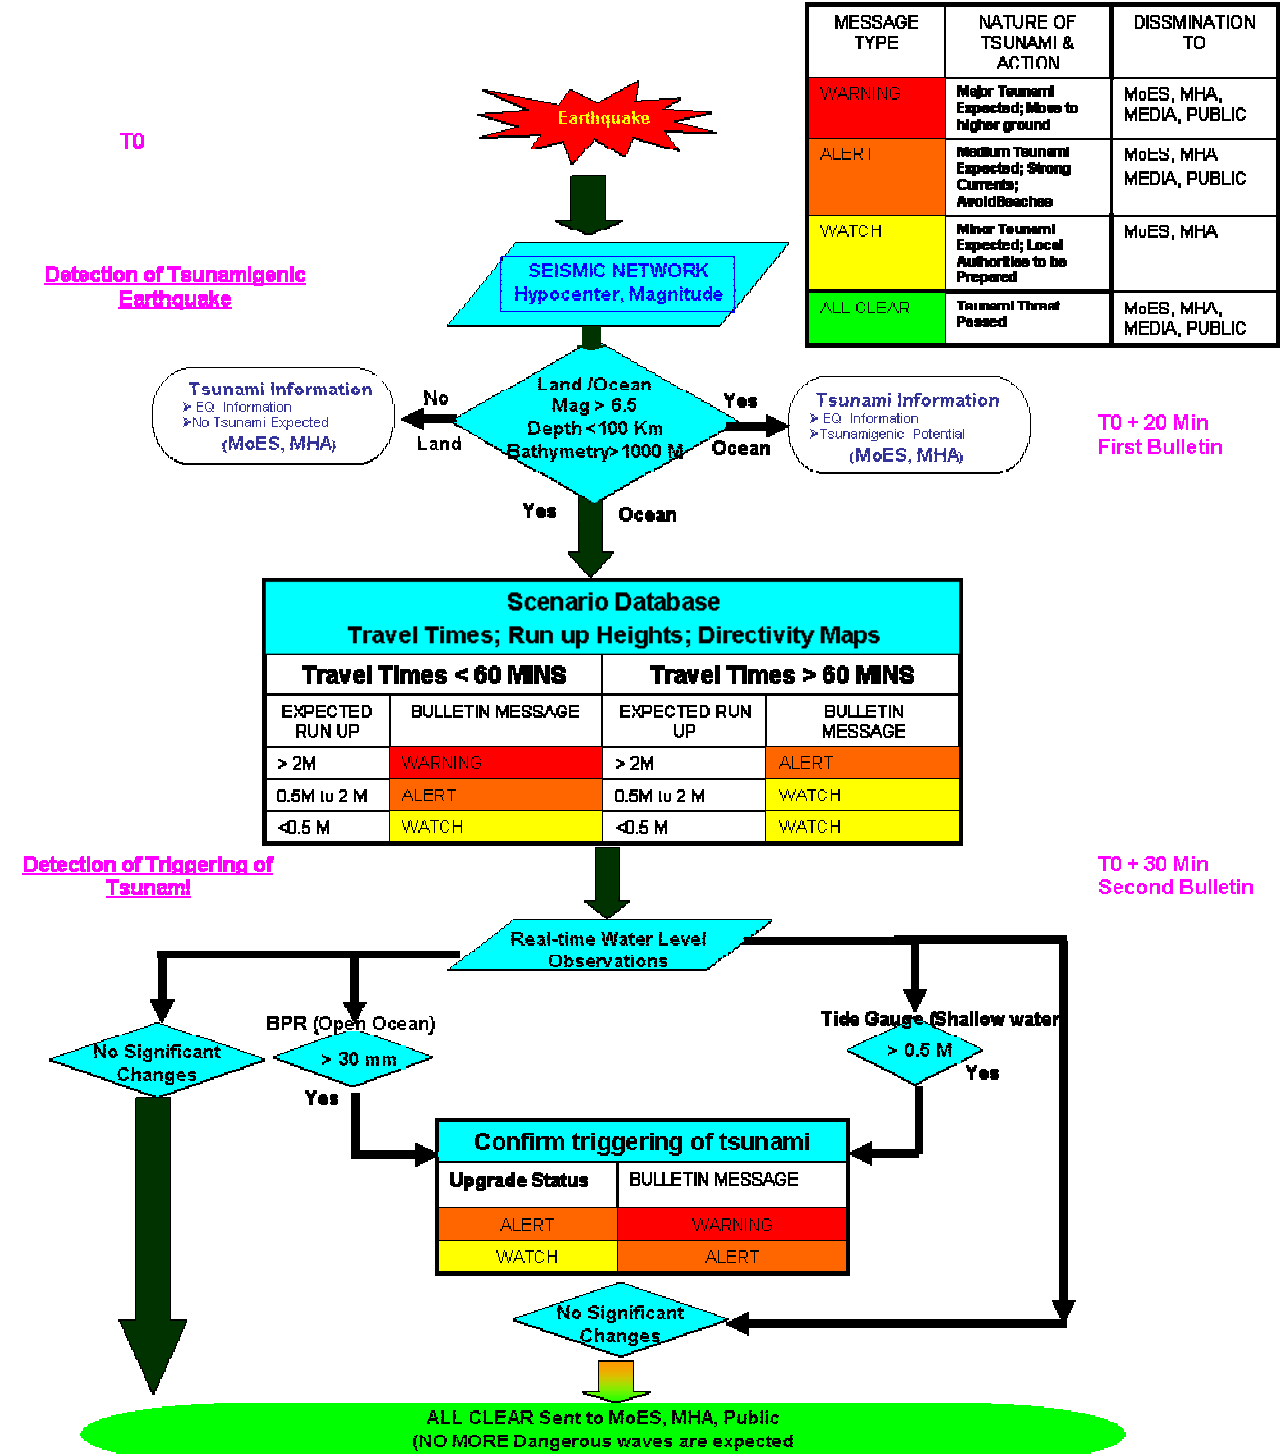 MESSAGE TYPE
NATURE OF TSUNAMI & ACTION
DISSMINATION TO
WARNING
Major Tsunami Expected; Move to higher ground
MoES, MHA, MEDIA, PUBLIC
ALERT
Medium Tsunami Expected; Strong Currents; AvoidBeaches
MoES, MHA MEDIA, PUBLIC
WATCH
Minor Tsunami Expected; Local Authorities to be Prepared
MoES, MHA
ALL CLEAR
Tsunami Threat Passed
MoES, MHA, MEDIA, PUBLIC
Earthquake
T0
Detection of Tsunamigenic
Earthquake
SEISMIC NETWORK
Hypocenter, Magnitude
Tsunami Information
EQ Information
No Tsunami Expected
(MoES, MHA)
No
Land
Land /Ocean
Mag > 6.5
Depth <100 Km
Bathymetry> 1000 M
Yes
Ocean
Tsunami Information
EQ Information
Tsunamigenic Potential
(MoES, MHA)
T0 + 20 Min
First Bulletin
Yes
Ocean
Scenario Database
Travel Times; Run up Heights; Directivity Maps
Travel Times < 60 MINS
Travel Times > 60 MINS
EXPECTED RUN UP
BULLETIN MESSAGE
EXPECTED RUN UP
BULLETIN MESSAGE
> 2M
WARNING
> 2M
ALERT
0.5M to 2 M
ALERT
0.5M to 2 M
WATCH
<0.5 M
WATCH
<0.5 M
WATCH
Detection of Triggering of
Tsunami
T0 + 30 Min
Second Bulletin
Real-time Water Level
Observations
No Significant
Changes
BPR (Open Ocean)
> 30 mm
Yes
Tide Gauge (Shallow water
> 0.5 M
Yes
Confirm triggering of tsunami
Upgrade Status
BULLETIN MESSAGE
ALERT
WARNING
WATCH
ALERT
No Significant
Changes
ALL CLEAR Sent to MoES, MHA, Public
(NO MORE Dangerous waves are expected